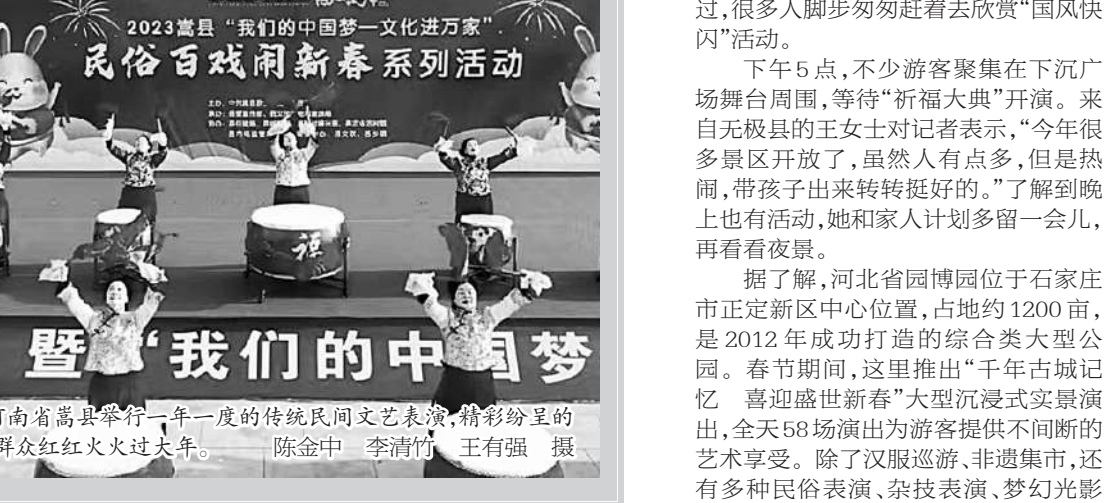 2023嵩县“我们的中国梦—文化进万家”
民俗百戏闹新春系列活动
福
暨“我们的中国梦
南省嵩县举行一年一度的传统民间文艺表演,精彩纷呈的
群众红红火火过大年。 陈金中 李清竹 王有强 摄
过,很多人脚步匆匆赶着去欣赏“国风快
闪”活动。
下午5点,不少游客聚集在下沉广
场舞台周围,等待“祈福大典”开演。来
自无极县的王女士对记者表示,“今年很
多景区开放了,虽然人有点多,但是热
闹,带孩子出来转转挺好的。”了解到晚
上也有活动,她和家人计划多留一会儿,
再看看夜景。
据了解,河北省园博园位于石家庄
市正定新区中心位置,占地约1200亩,
是2012年成功打造的综合类大型公
园。春节期间,这里推出“千年古城记
忆 喜迎盛世新春”大型沉浸式实景演
出,全天58场演出为游客提供不间断的
艺术享受。除了汉服巡游、非遗集市,还
有多种民俗表演、杂技表演、梦幻光影